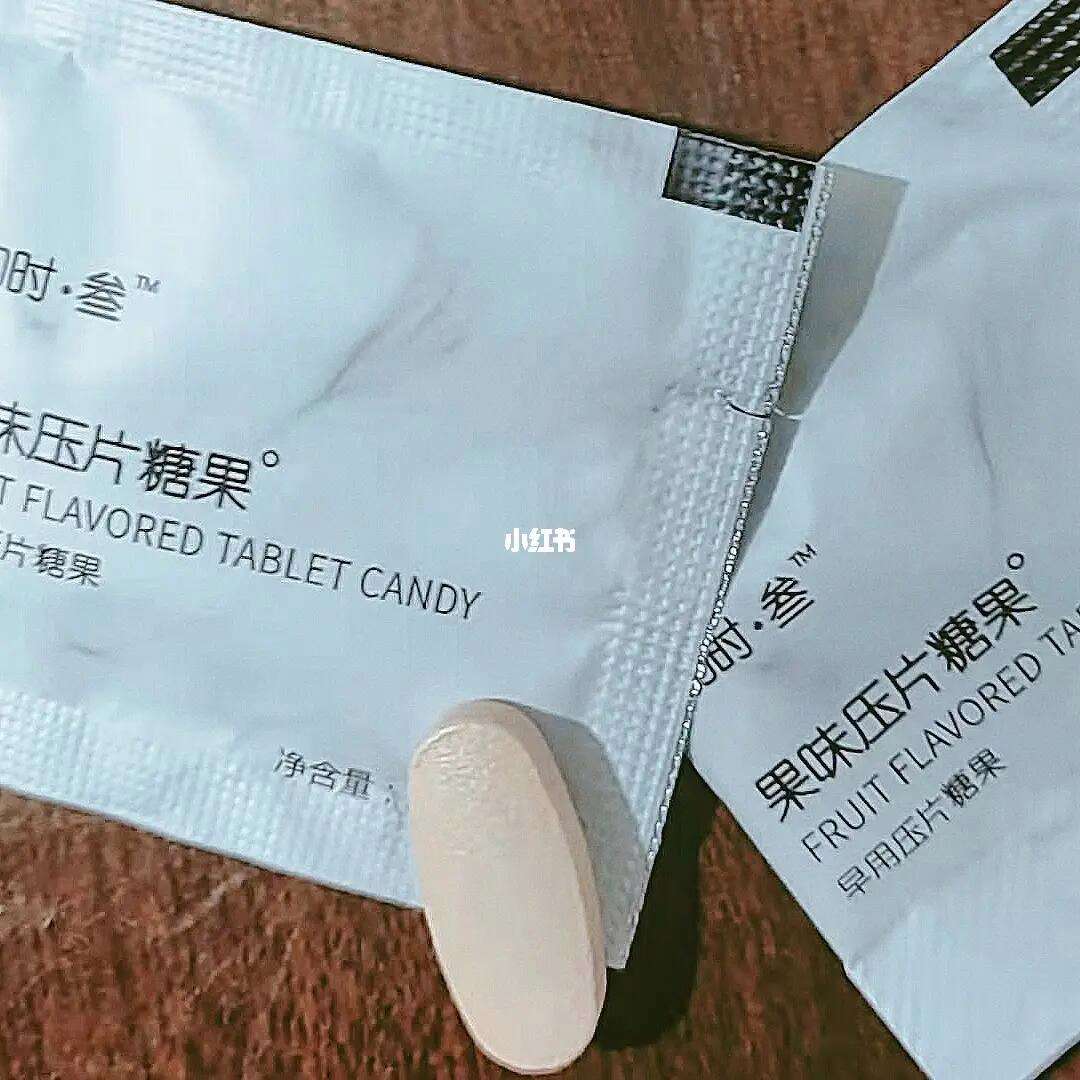 时·叁™
味压片糖果°
T FLAVORED TABLET CANDY
片糖果
净含量：
小红书
时·叁™
果味压片糖果°
FRUIT FLAVORED TA
早用压片糖果